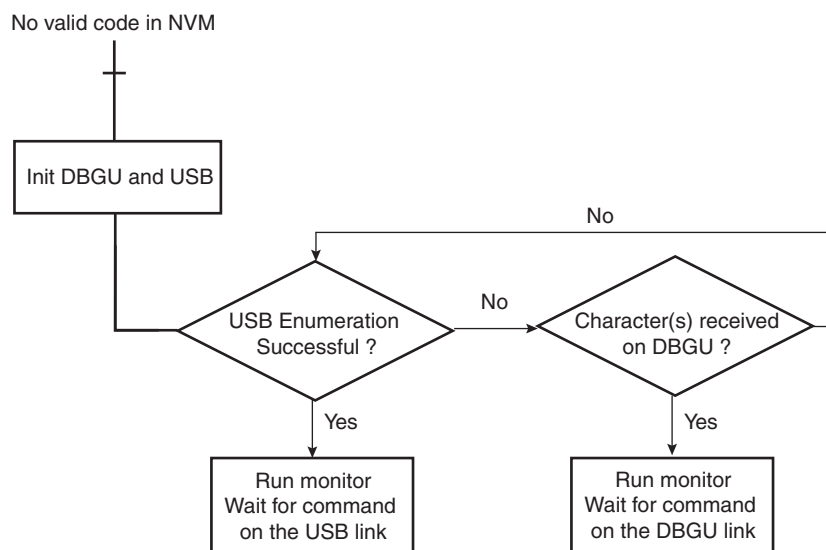 No valid code in NVM
Init DBGU and USB
No
USB Enumeration
Successful ?
No
Character(s) received
on DBGU ?
Yes
Yes
Run monitor
Wait for command
on the USB link
Run monitor
Wait for command
on the DBGU link